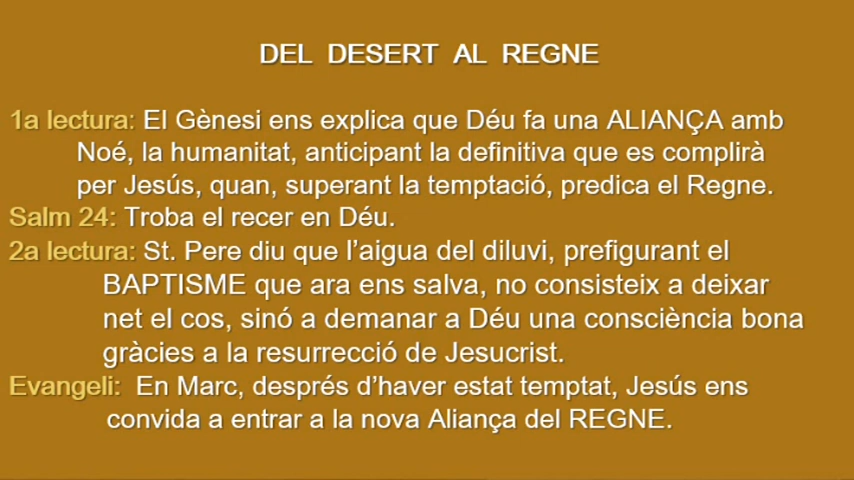 DEL DESERT AL REGNE
1a lectura: El Gènesi ens explica que Déu fa una ALIANÇA amb
Noé, la humanitat, anticipant la definitiva que es complirà
per Jesús, quan, superant la temptació, predica el Regne.
Salm 24: Troba el recer en Déu.
2a lectura: St. Pere diu que l’aigua del diluvi, prefigurant el
BAPTISME que ara ens salva, no consisteix a deixar
net el cos, sinó a demanar a Déu una consciència bona
gràcies a la resurrecció de Jesucrist.
Evangeli: En Marc, després d’haver estat temptat, Jesús ens
convida a entrar a la nova Aliança del REGNE.